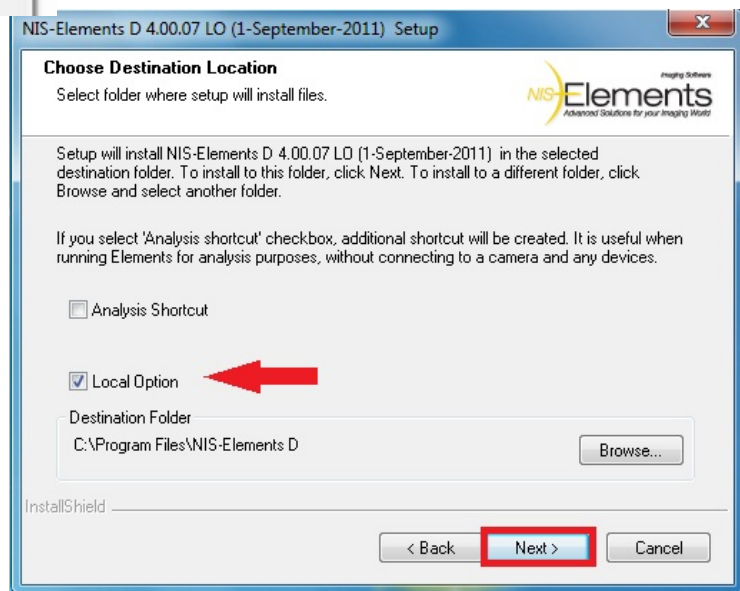 NIS-Elements D 4.00.07 LO (1-September-2011) Setup
X
Choose Destination Location
Select folder where setup will install files.
Imaging Software
NIS Elements
Advanced Solutions for your Imaging World
Setup will install NIS-Elements D 4.00.07 LO (1-September-2011) in the selected
destination folder. To install to this folder, click Next. To install to a different folder, click
Browse and select another folder.
If you select 'Analysis shortcut' checkbox, additional shortcut will be created. It is useful when
running Elements for analysis purposes, without connecting to a camera and any devices.
Analysis Shortcut
Local Option
Destination Folder
C:\Program Files\NIS-Elements D
Browse...
InstallShield
< Back Next > Cancel